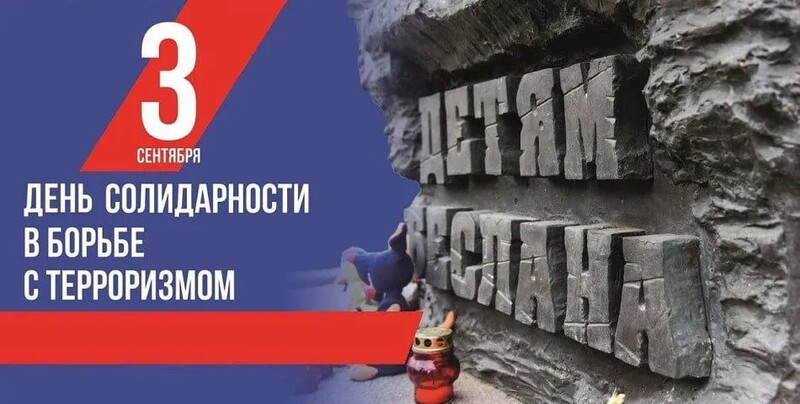 3
СЕНТЯБРЯ
ДЕНЬ СОЛИДАРНОСТИ
В БОРЬБЕ
С ТЕРРОРИЗМОМ
ДЕТЯМ
БЕСЛАНА